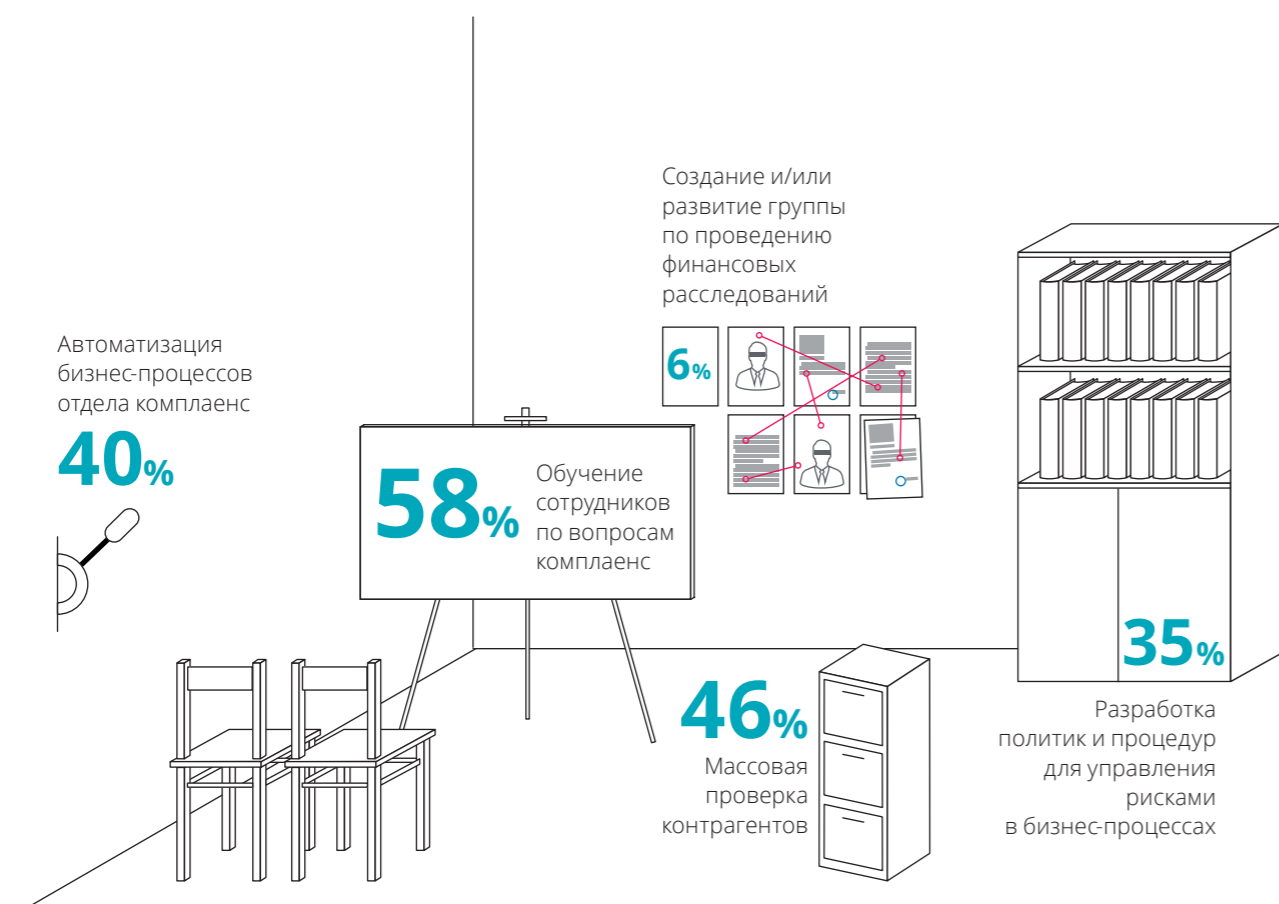 Создание и/или
развитие группы
по проведению
финансовых
расследований
6%
Автоматизация
бизнес-процессов
отдела комплаенс
40%
58%
Обучение
сотрудников
по вопросам
комплаенс
46%
Массовая
проверка
контрагентов
35%
Разработка
политик и процедур
для управления
рисками
в бизнес-процессах